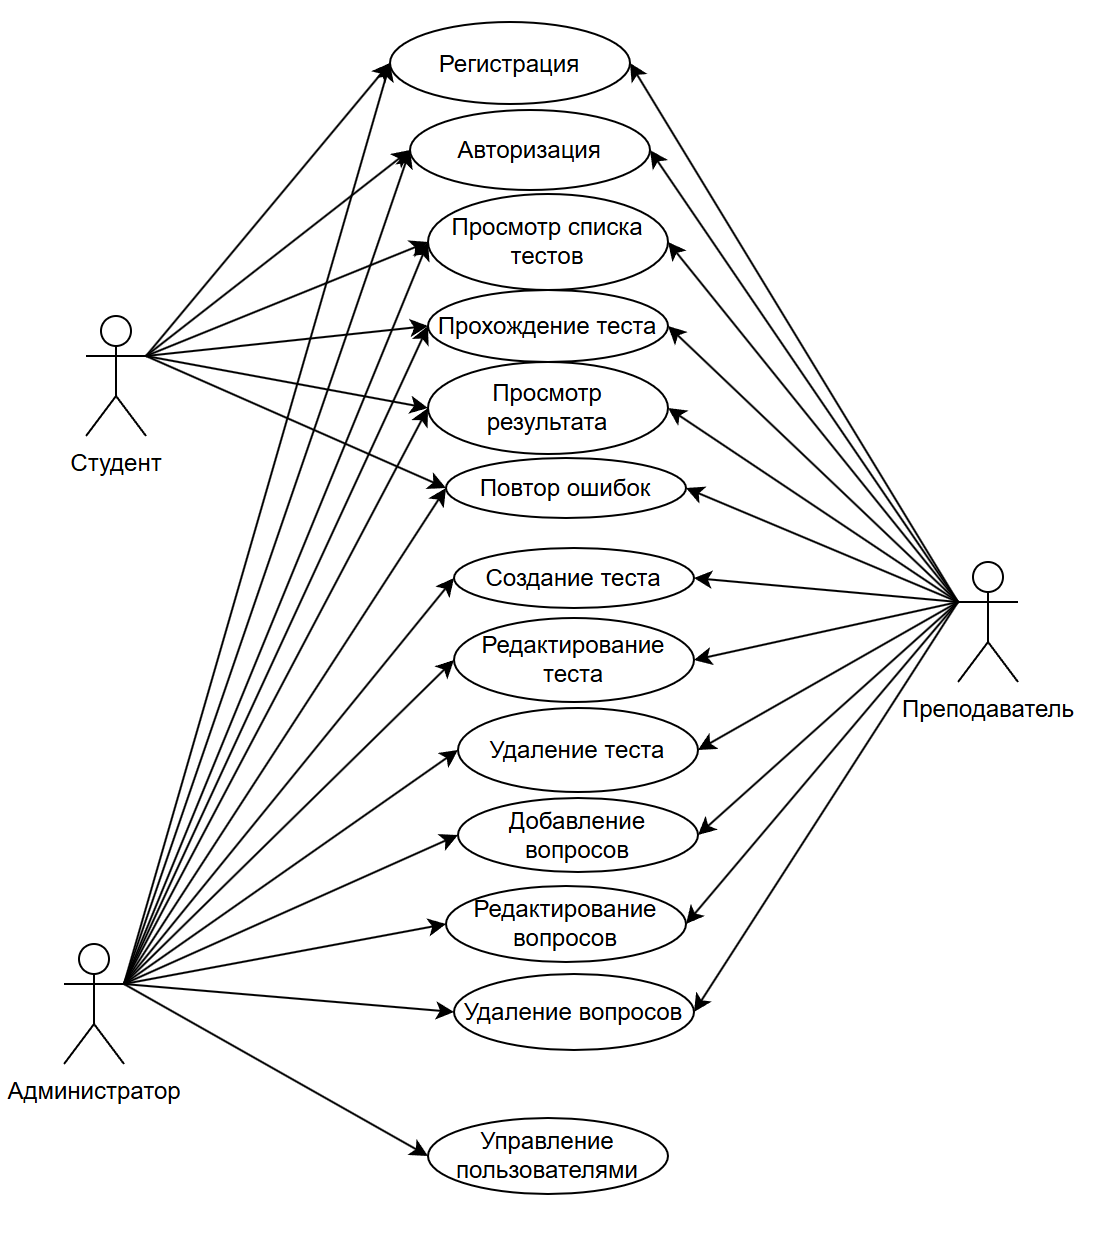 Регистрация
Авторизация
Просмотр списка
тестов
Прохождение теста
Просмотр
результата
Студент
Повтор ошибок
Создание теста
Редактирование
теста
Преподаватель
Удаление теста
Добавление
вопросов
Редактирование
вопросов
Удаление вопросов
Администратор
Управление
пользователями